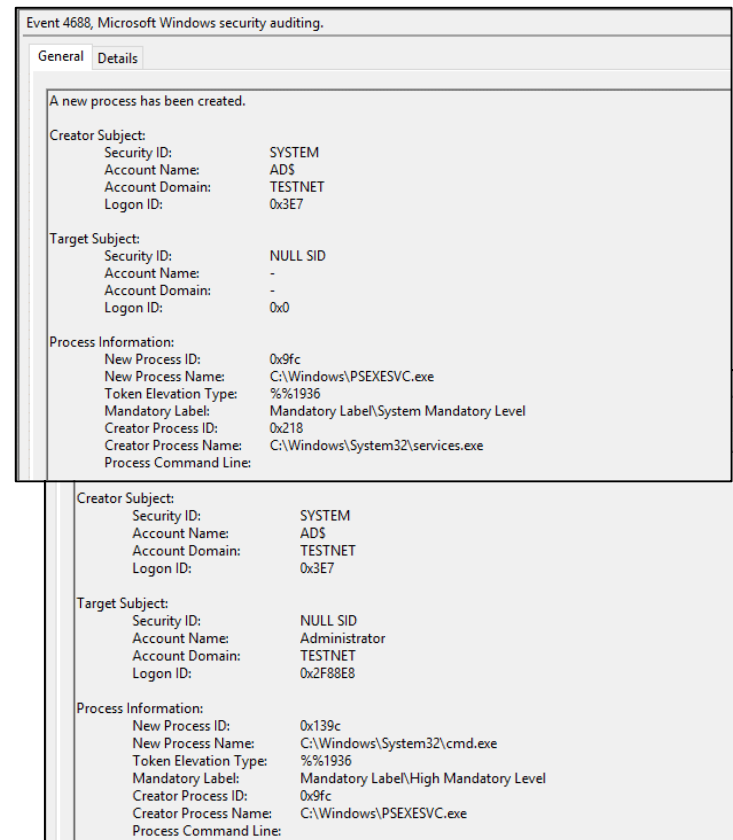 Event 4688, Microsoft Windows security auditing.
General Details
A new process has been created.
Creator Subject:
Security ID: SYSTEM
Account Name: AD$
Account Domain: TESTNET
Logon ID: 0x3E7
Target Subject:
Security ID: NULL SID
Account Name: -
Account Domain: -
Logon ID: 0x0
Process Information:
New Process ID: 0x9fc
New Process Name: C:\Windows\PSEXESVC.exe
Token Elevation Type: %%1936
Mandatory Label: Mandatory Label\System Mandatory Level
Creator Process ID: 0x218
Creator Process Name: C:\Windows\System32\services.exe
Process Command Line:
Creator Subject:
Security ID: SYSTEM
Account Name: AD$
Account Domain: TESTNET
Logon ID: 0x3E7
Target Subject:
Security ID: NULL SID
Account Name: Administrator
Account Domain: TESTNET
Logon ID: 0x2F88E8
Process Information:
New Process ID: 0x139c
New Process Name: C:\Windows\System32\cmd.exe
Token Elevation Type: %%1936
Mandatory Label: Mandatory Label\High Mandatory Level
Creator Process ID: 0x9fc
Creator Process Name: C:\Windows\PSEXESVC.exe
Process Command Line: